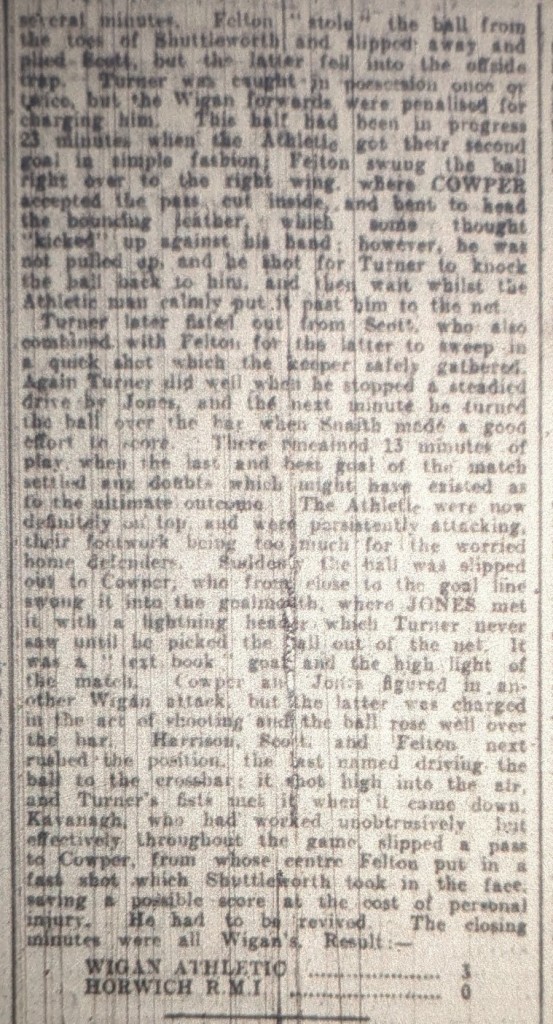 several minutes. Felton "stole" the ball from
the toes of Shuttleworth and slipped away and
plied Scott, but the latter fell into the offside
trap. Turner was caught in possession once or
twice, but the Wigan forwards were penalised for
charging him. This half had been in progress
23 minutes when the Athletic got their second
goal in simple fashion; Felton swung the ball
right over to the right wing, where COWPER
accepted the pass, cut inside, and bent to head
the bouncing leather, which some thought
"kicked" up against his hand; however, he was
not pulled up, and he shot for Turner to knock
the ball back to him, and then wait whilst the
Athletic man calmly put it past him to the net.
Turner later fisted out from Scott, who also
combined with Felton for the latter to sweep in
a quick shot which the keeper safely gathered.
Again Turner did well when he stopped a steadied
drive by Jones, and the next minute he turned
the ball over the bar when Snaith made a good
effort to score. There remained 13 minutes of
play when the last and best goal of the match
settled any doubts which might have existed as
to the ultimate outcome. The Athletic were now
definitely on top and were persistently attacking,
their footwork being too much for the worried
home defenders. Suddenly the ball was slipped
out to Cowper, who from close to the goal line
swung it into the goalmouth, where JONES met
it with a lightning header which Turner never
saw until he picked the ball out of the net. It
was a "text book" goal and the high light of
the match. Cowper and Jones figured in an-
other Wigan attack, but the latter was charged
in the act of shooting and the ball rose well over
the bar. Harrison, Scott, and Felton next
rushed the position, the last named driving the
ball to the crossbar; it shot high into the air,
and Turner's fists met it when it came down.
Kavanagh, who had worked unobtrusively but
effectively throughout the game, slipped a pass
to Cowper, from whose centre Felton put in a
fast shot which Shuttleworth took in the face,
saving a possible score at the cost of personal
injury. He had to be revived. The closing
minutes were all Wigan's. Result:—
WIGAN ATHLETIC ..................... 3
HORWICH R.M.I ..................... 0